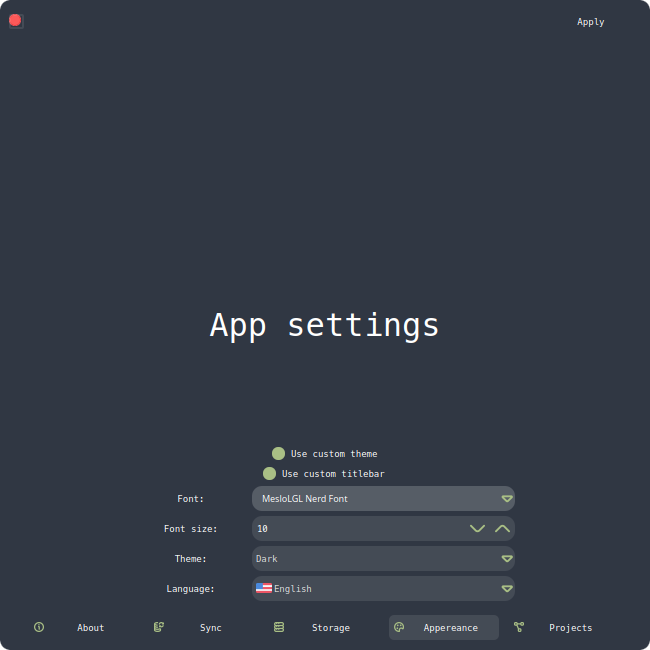 Apply
App settings
Use custom theme
Use custom titlebar
Font: MesloLGL Nerd Font
Font size: 10
Theme: Dark
Language: English
About Sync Storage Appereance Projects